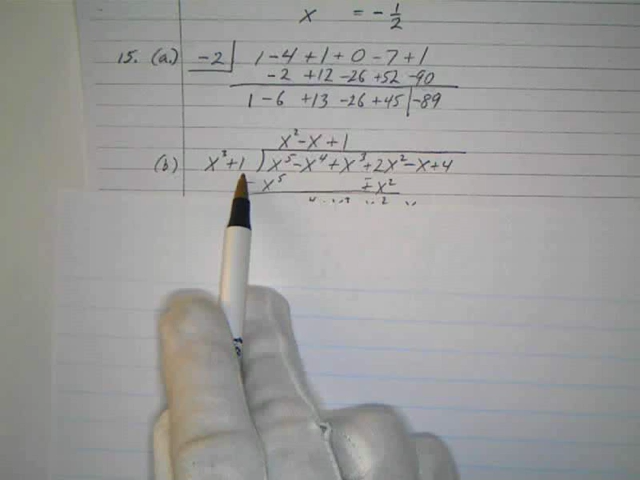 x = -1/2
15. (a.) -2 | 1 -4 +1 +0 -7 +1
-2 +12 -26 +52 -90
1 -6 +13 -26 +45 | -89
x² - x + 1
(b) x³+1 ) x⁵ - x⁴ + x³ + 2x² - x + 4
- x⁵ ∓ x²